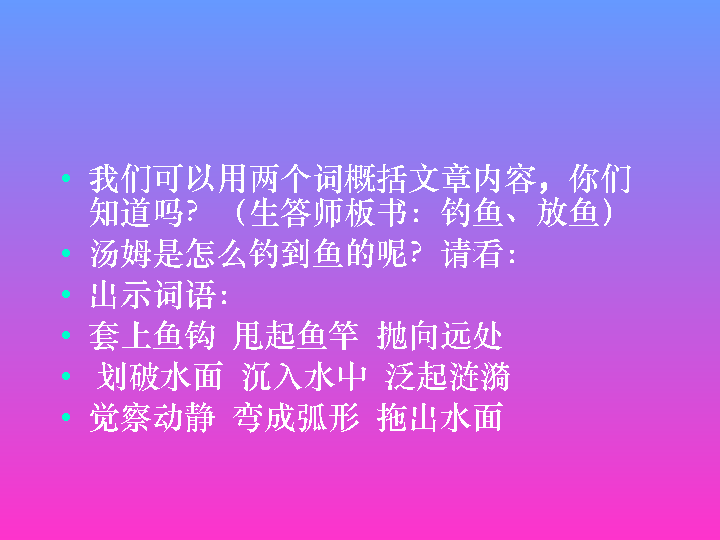 • 我们可以用两个词概括文章内容，你们
知道吗？（生答师板书：钓鱼、放鱼）
• 汤姆是怎么钓到鱼的呢？请看：
• 出示词语：
• 套上鱼钩 甩起鱼竿 抛向远处
• 划破水面 沉入水中 泛起涟漪
• 觉察动静 弯成弧形 拖出水面